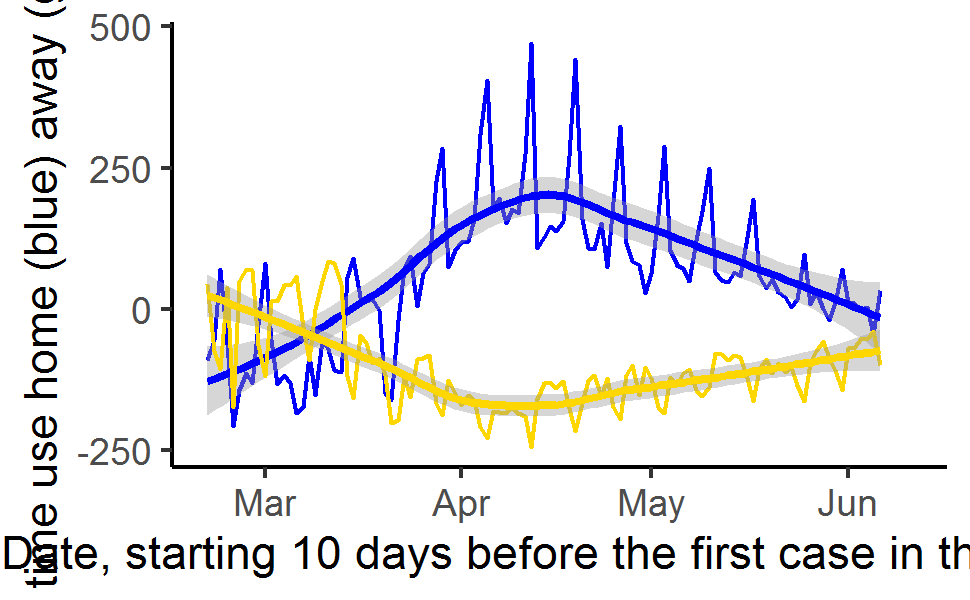 time use home (blue) away (
500
250
0
-250
Mar Apr May Jun
Date, starting 10 days before the first case in th